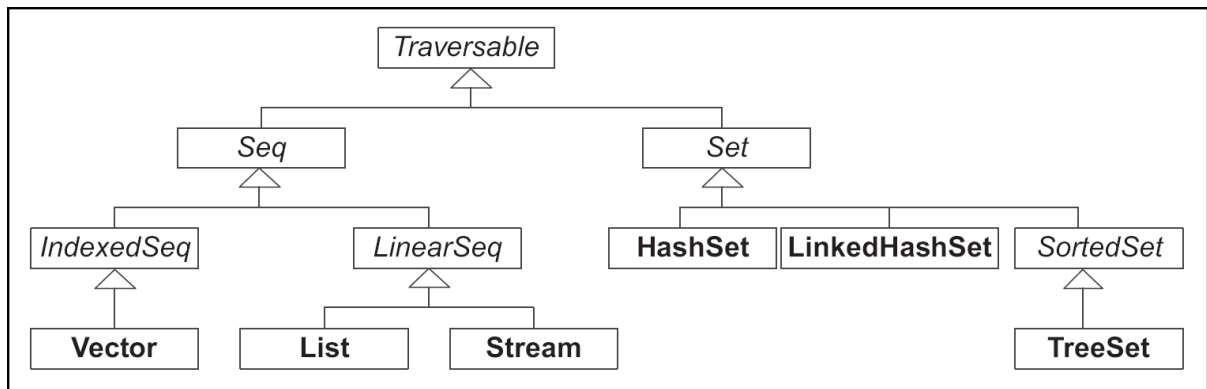 Traversable
Seq
Set
IndexedSeq
LinearSeq
HashSet
LinkedHashSet
SortedSet
Vector
List
Stream
TreeSet